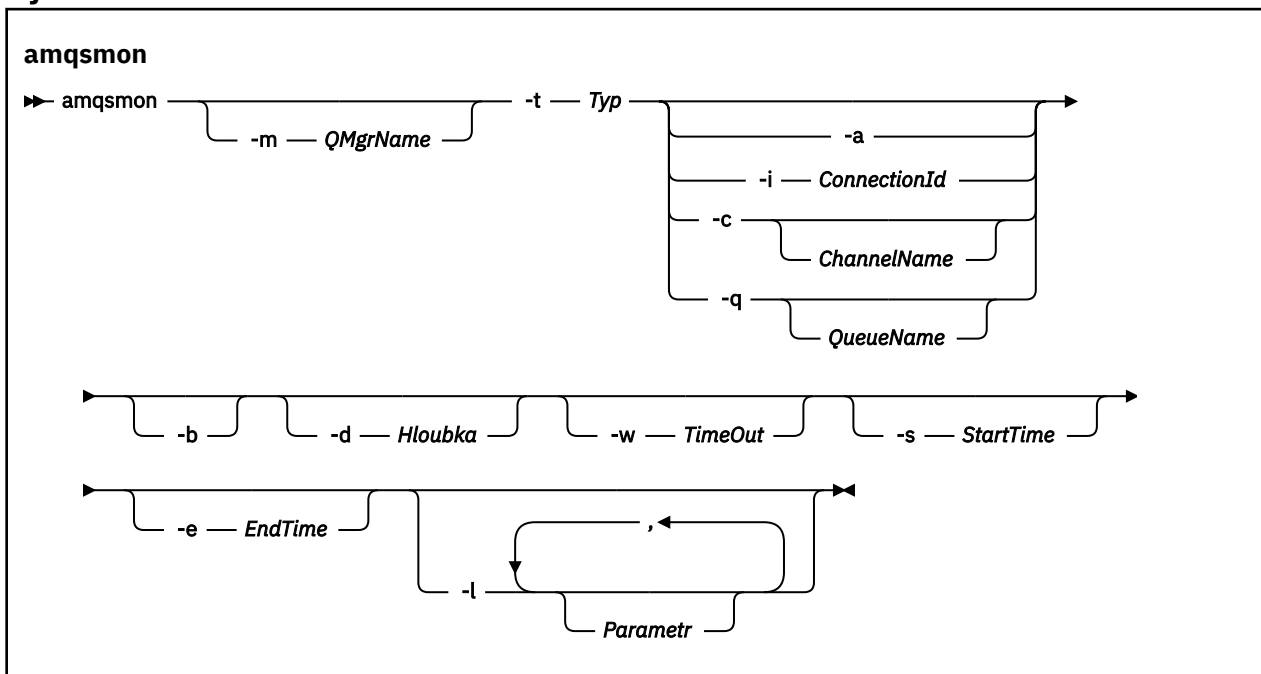 amqsmon
amqsmon -t Typ
-m QMgrName
-a
-i ConnectionId
-c
ChannelName
-q
QueueName
-b -d Hloubka -w TimeOut -s StartTime
-e EndTime
,
-l
Parametr